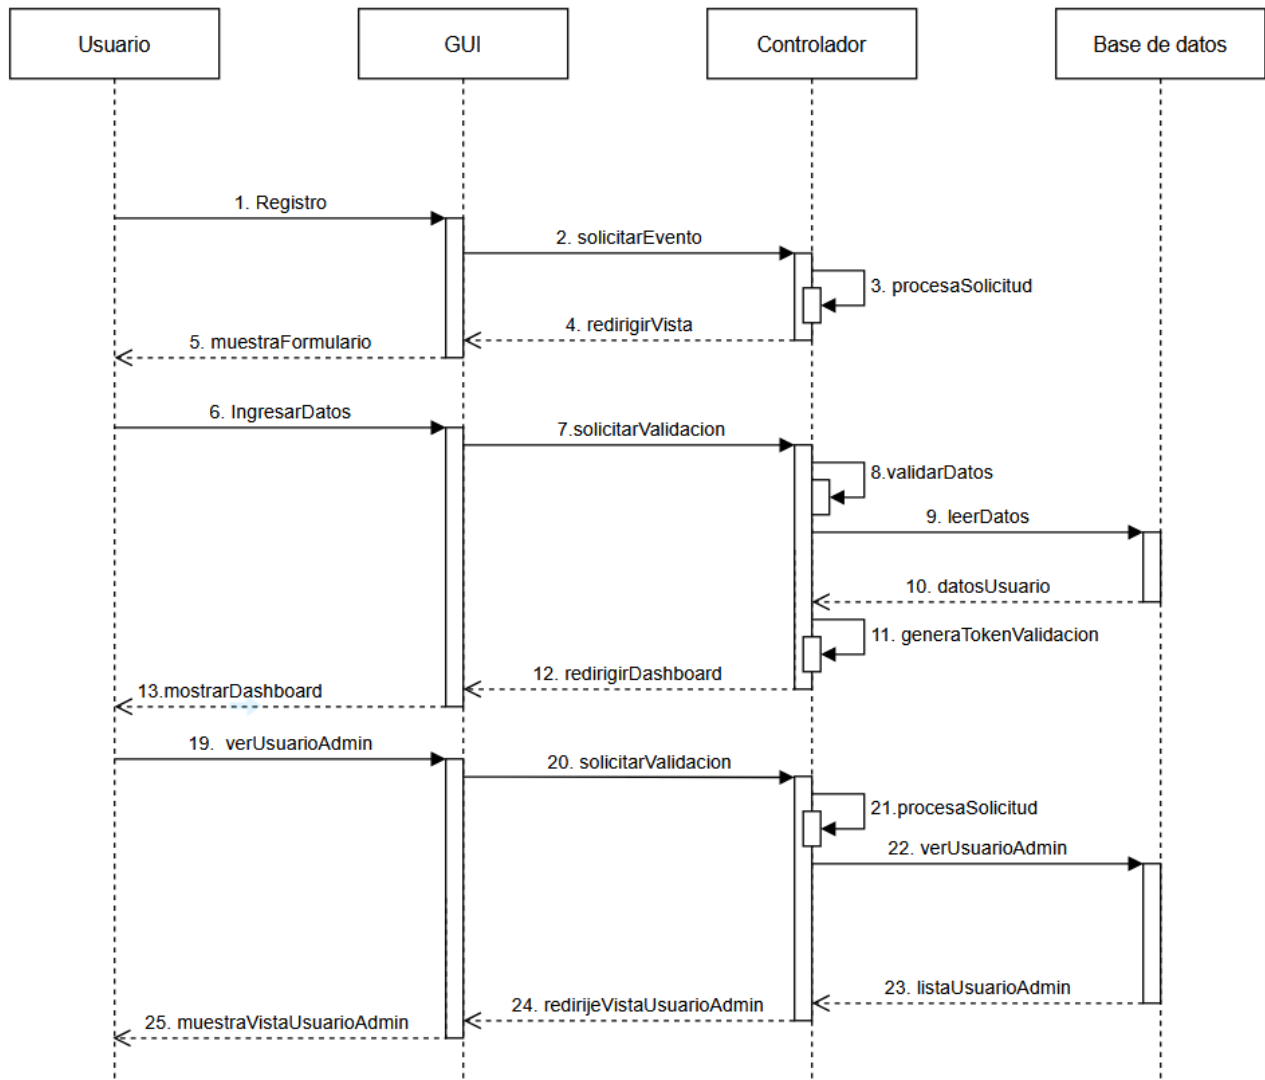 Usuario
GUI
Controlador
Base de datos
1. Registro
2. solicitarEvento
3. procesaSolicitud
4. redirigirVista
5. muestraFormulario
6. IngresarDatos
7.solicitarValidacion
8.validarDatos
9. leerDatos
10. datosUsuario
11. generaTokenValidacion
12. redirigirDashboard
13.mostrarDashboard
19. verUsuarioAdmin
20. solicitarValidacion
21.procesaSolicitud
22. verUsuarioAdmin
23. listaUsuarioAdmin
24. redirijeVistaUsuarioAdmin
25. muestraVistaUsuarioAdmin